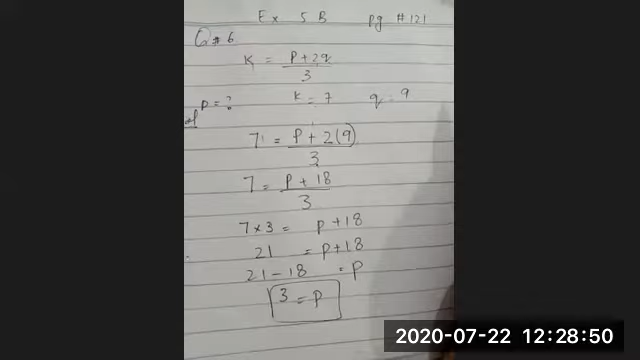 Ex 5 B pg # 121
Q # 6
K = P+2q
3
P = ? K = 7 q = 9
7 = P + 2(9)
3
7 = P + 18
3
7 × 3 = P + 18
21 = P + 18
21 - 18 = P
3 = P
2020-07-22 12:28:50